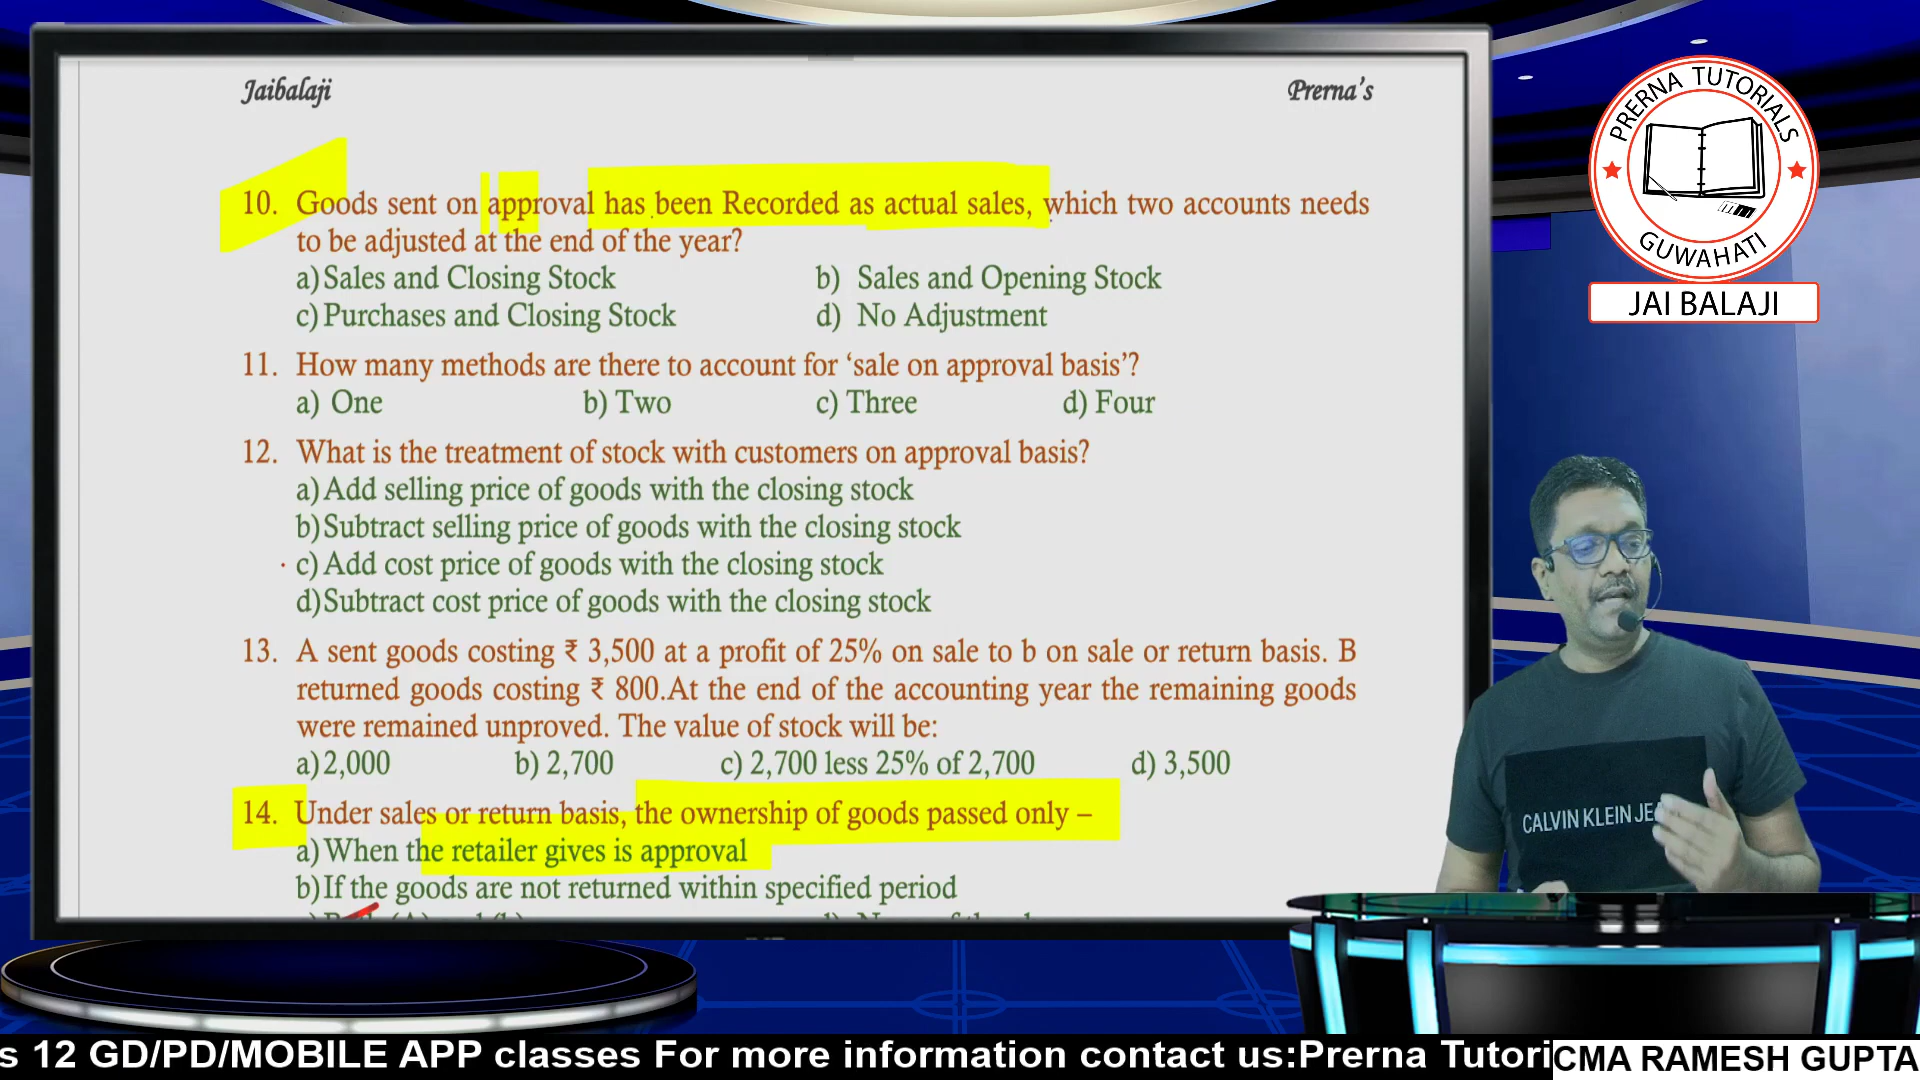 Jaibalaji
Prerna's
10. Goods sent on approval has been Recorded as actual sales, which two accounts needs
to be adjusted at the end of the year?
a) Sales and Closing Stock b) Sales and Opening Stock
c) Purchases and Closing Stock d) No Adjustment
11. How many methods are there to account for ‘sale on approval basis’?
a) One b) Two c) Three d) Four
12. What is the treatment of stock with customers on approval basis?
a) Add selling price of goods with the closing stock
b) Subtract selling price of goods with the closing stock
c) Add cost price of goods with the closing stock
d) Subtract cost price of goods with the closing stock
13. A sent goods costing ₹ 3,500 at a profit of 25% on sale to b on sale or return basis. B
returned goods costing ₹ 800.At the end of the accounting year the remaining goods
were remained unproved. The value of stock will be:
a) 2,000 b) 2,700 c) 2,700 less 25% of 2,700 d) 3,500
14. Under sales or return basis, the ownership of goods passed only –
a) When the retailer gives is approval
b) If the goods are not returned within specified period
PRERNA TUTORIALS
GUWAHATI
JAI BALAJI
CALVIN KLEIN
s 12 GD/PD/MOBILE APP classes For more information contact us:Prerna Tutori
CMA RAMESH GUPTA